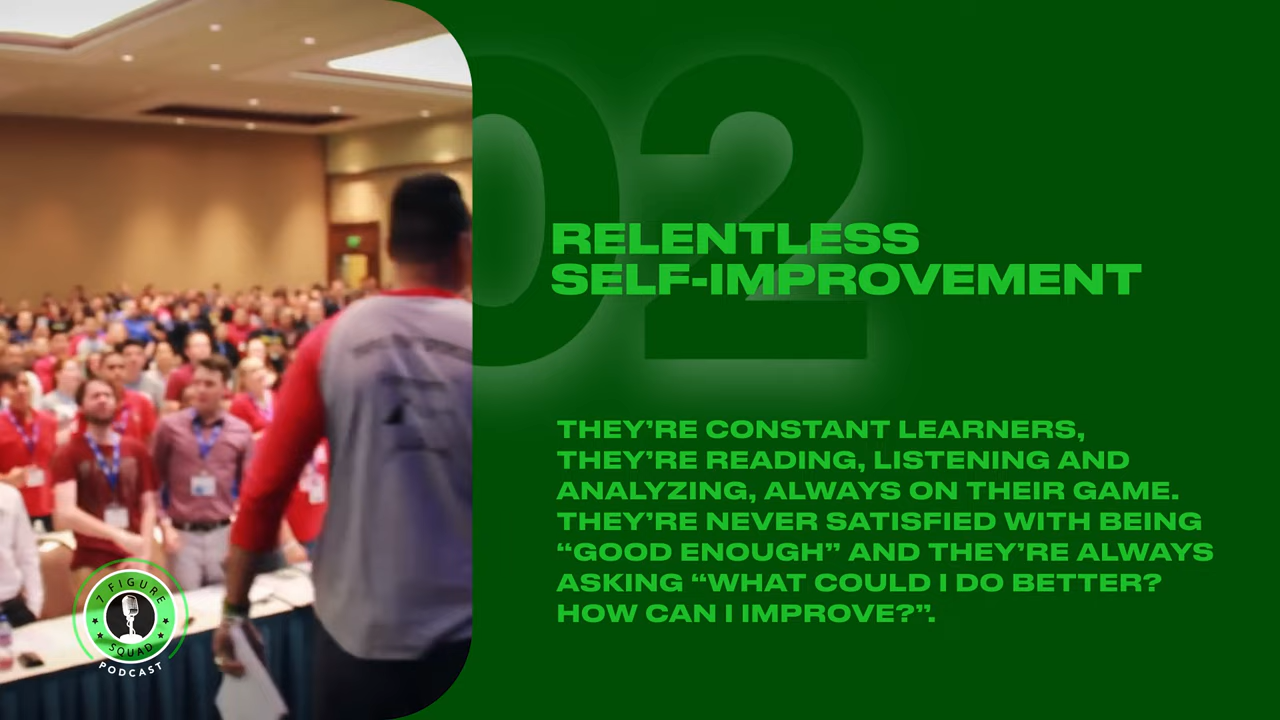 02
RELENTLESS
SELF-IMPROVEMENT
THEY’RE CONSTANT LEARNERS,
THEY’RE READING, LISTENING AND
ANALYZING, ALWAYS ON THEIR GAME.
THEY’RE NEVER SATISFIED WITH BEING
“GOOD ENOUGH” AND THEY’RE ALWAYS
ASKING “WHAT COULD I DO BETTER?
HOW CAN I IMPROVE?”.
7 FIGURE
SQUAD
PODCAST